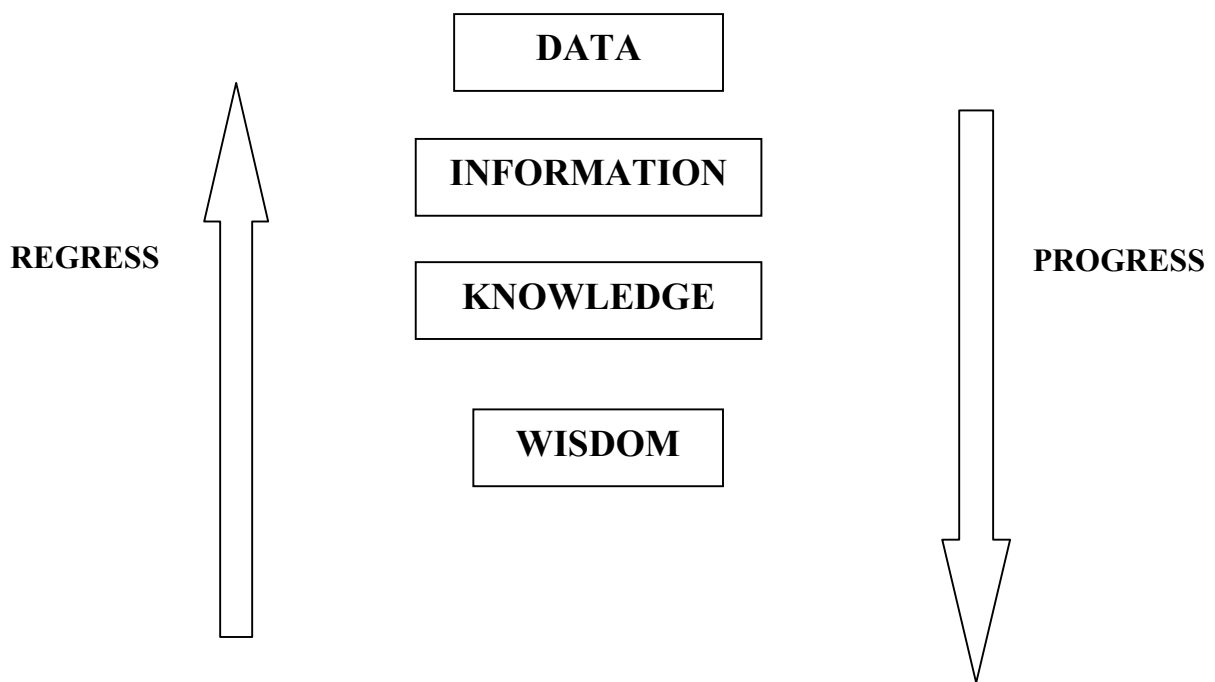 DATA
INFORMATION
REGRESS
PROGRESS
KNOWLEDGE
WISDOM